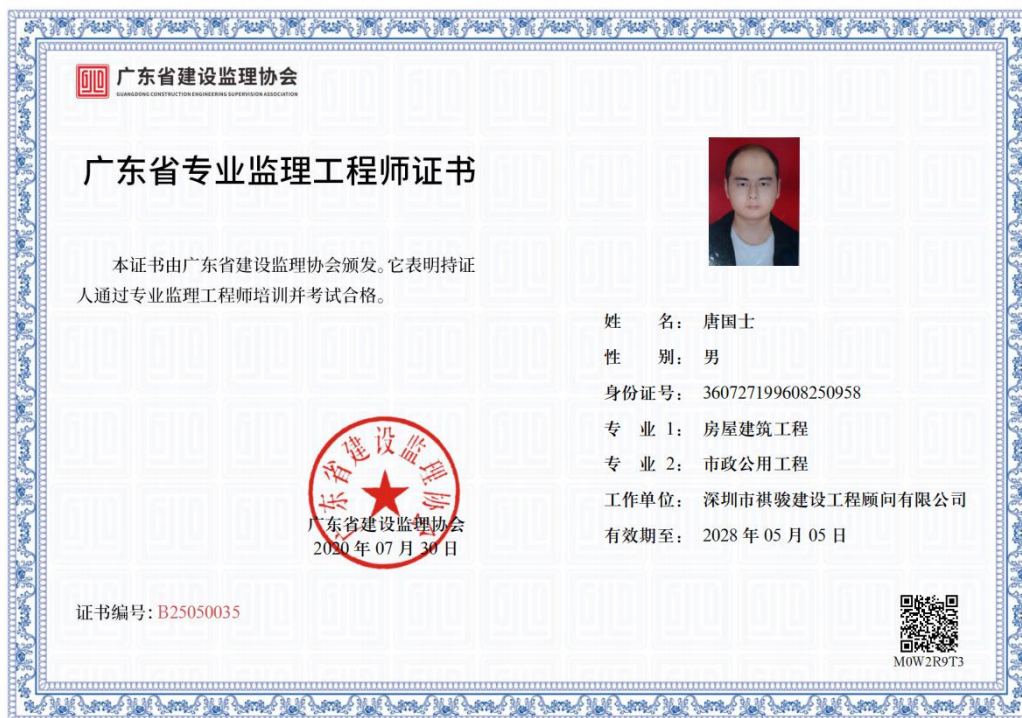 广东省建设监理协会
GUANGDONG CONSTRUCTION ENGINEERING SUPERVISION ASSOCIATION
广东省专业监理工程师证书
本证书由广东省建设监理协会颁发。它表明持证
人通过专业监理工程师培训并考试合格。
姓 名： 唐国士
性 别： 男
身份证号： 360727199608250958
专 业 1： 房屋建筑工程
专 业 2： 市政公用工程
工作单位： 深圳市祺骏建设工程顾问有限公司
有效期至： 2028 年 05 月 05 日
广东省建设监理协会
广东省建设监理协会
2020 年 07 月 30 日
证书编号：B25050035
M0W2R9T3